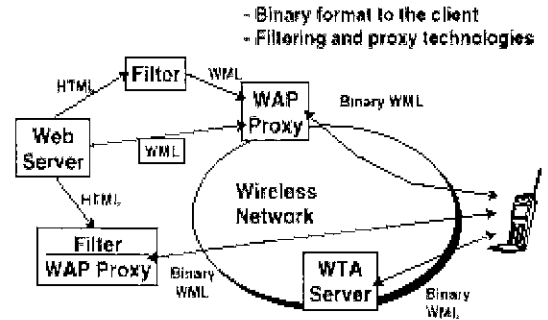 - Binary format to the client
- Filtering and proxy technologies
HTML
Filter
WML
WAP
Proxy
Binary WML
Web
Server
WML
HTML
Wireless
Network
Filter
WAP Proxy
Binary
WML
WTA
Server
Binary
WML